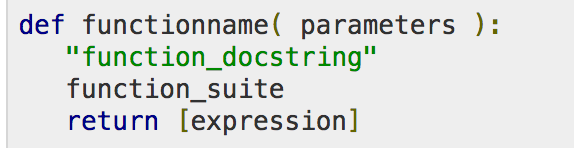 def functionname( parameters ):
   "function_docstring"
   function_suite
   return [expression]